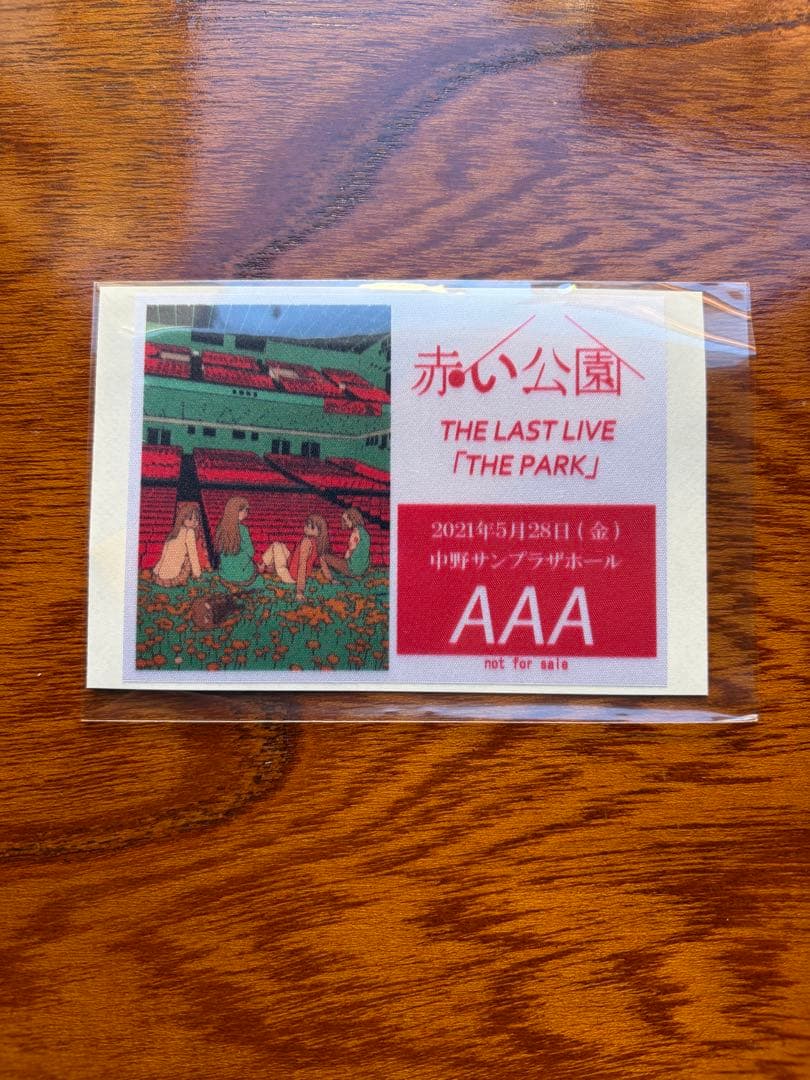 赤い公園
THE LAST LIVE
「THE PARK」
2021年5月28日(金)
中野サンプラザホール
AAA
not for sale